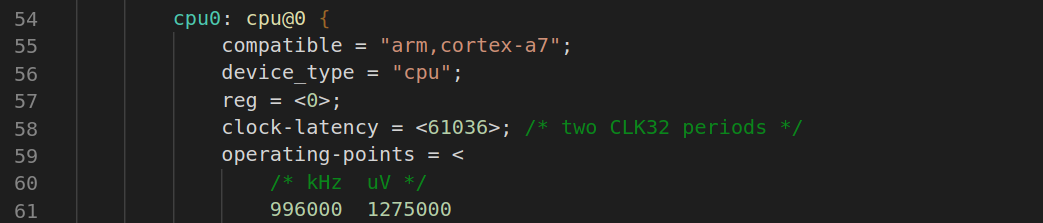 54 cpu0: cpu@0 {
55 compatible = "arm,cortex-a7";
56 device_type = "cpu";
57 reg = <0>;
58 clock-latency = <61036>; /* two CLK32 periods */
59 operating-points = <
60 /* kHz  uV */
61 996000  1275000